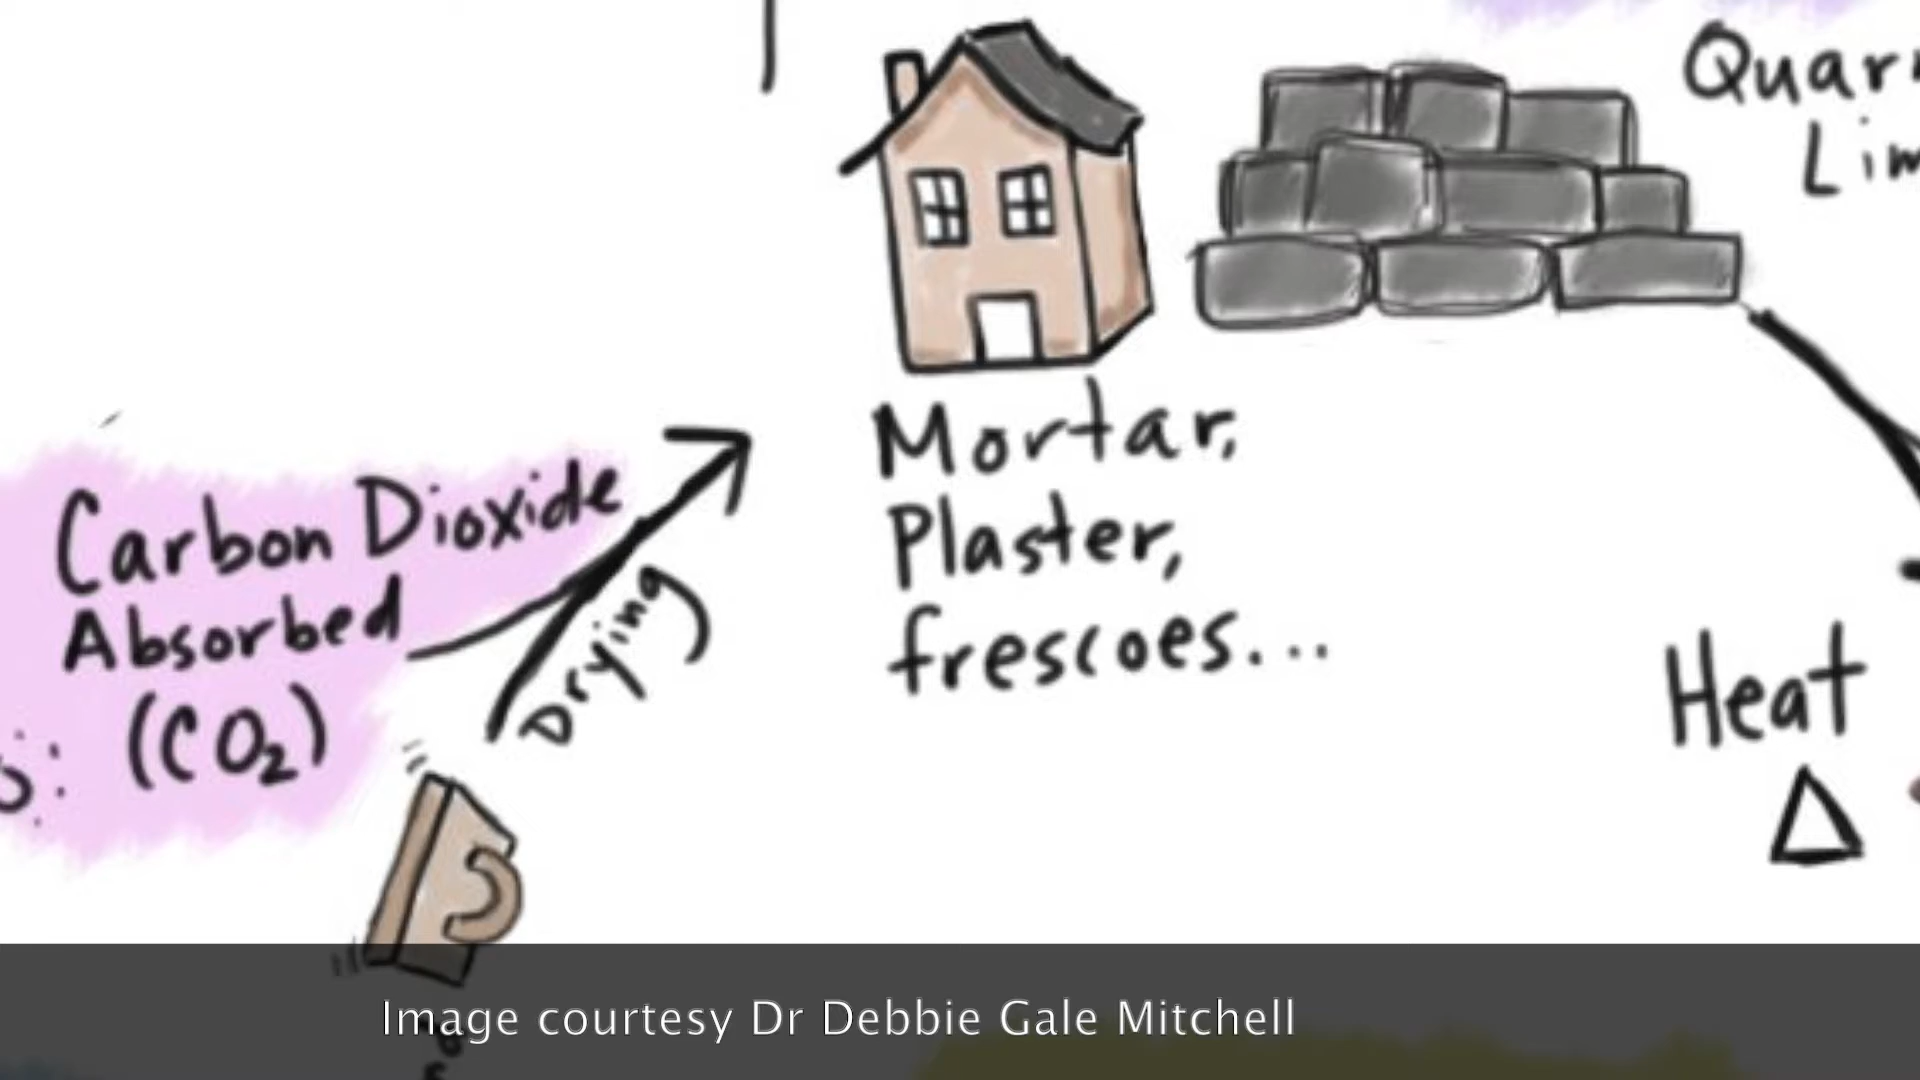 Mortar,
Plaster,
frescoes...
Carbon Dioxide
Absorbed
(CO₂)
Drying
Heat
Δ
Image courtesy Dr Debbie Gale Mitchell